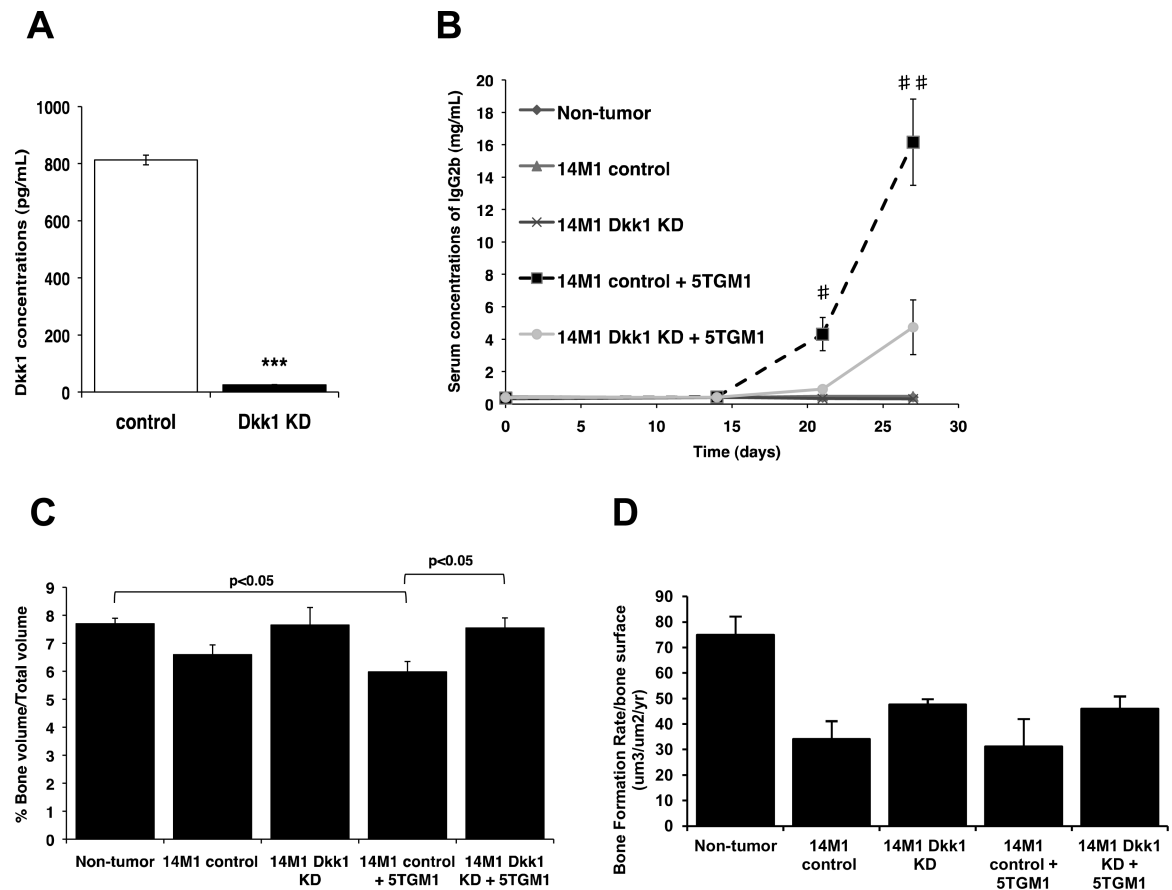 A
Dkk1 concentrations (pg/mL)
1000
800
600
400
200
0
***
control
Dkk1 KD
B
Serum concentrations of IgG2b (mg/mL)
20
18
16
14
12
10
8
6
4
2
0
Non-tumor
14M1 control
14M1 Dkk1 KD
14M1 control + 5TGM1
14M1 Dkk1 KD + 5TGM1
#
##
0 5 10 15 20 25 30
Time (days)
C
% Bone volume/Total volume
9
8
7
6
5
4
3
2
1
0
p<0.05
p<0.05
Non-tumor
14M1 control
14M1 Dkk1
KD
14M1 control
+ 5TGM1
14M1 Dkk1
KD + 5TGM1
D
Bone Formation Rate/bone surface
(um3/um2/yr)
90
80
70
60
50
40
30
20
10
0
Non-tumor
14M1
control
14M1 Dkk1
KD
14M1
control +
5TGM1
14M1 Dkk1
KD +
5TGM1